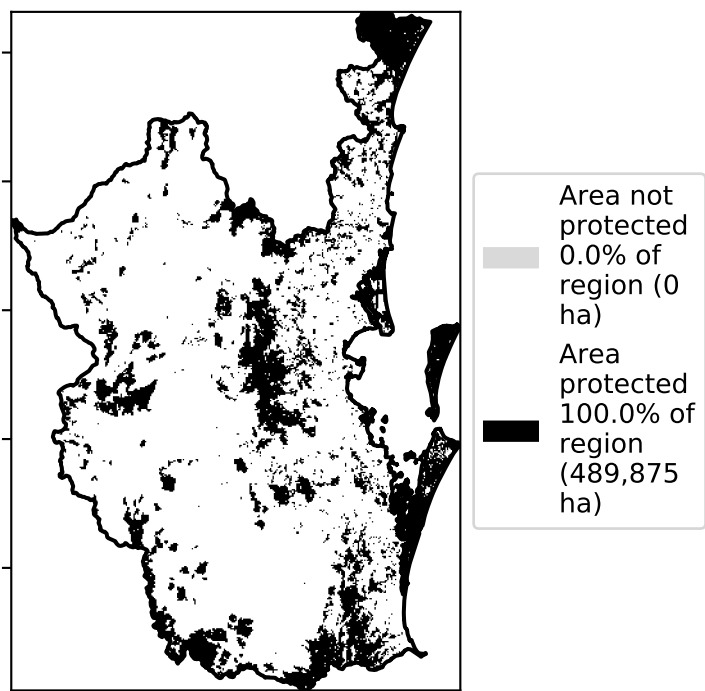 Area not
protected
0.0% of
region (0
ha)
Area
protected
100.0% of
region
(489,875
ha)